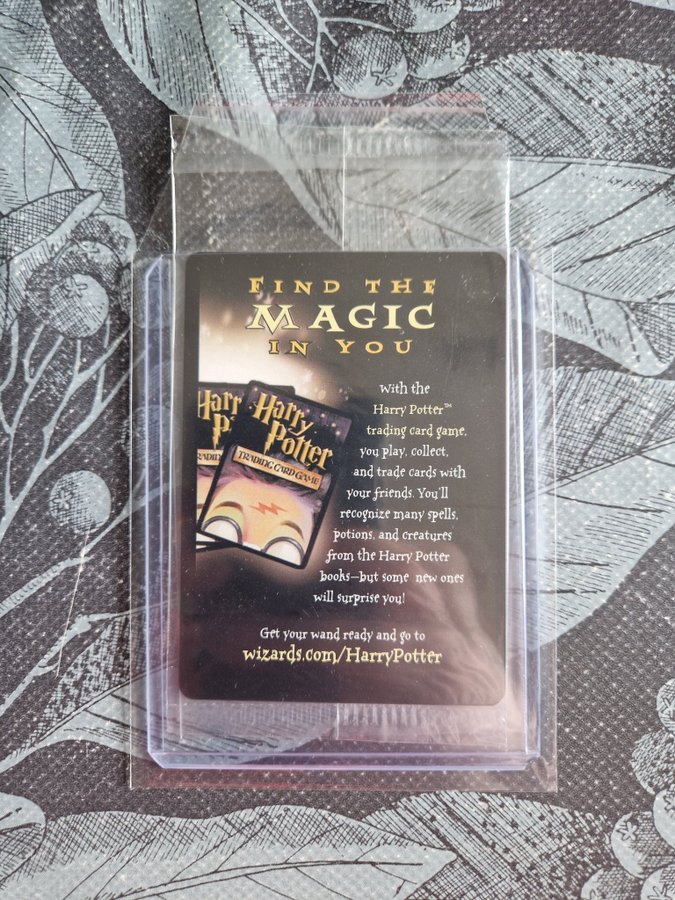 FIND THE
MAGIC
IN YOU
With the
Harry Potter™
trading card game,
you play, collect,
and trade cards with
your friends. You'll
recognize many spells,
potions, and creatures
from the Harry Potter
books—but some new ones
will surprise you!
Harry
Potter
TRADING CARD GAME
Harr
P
Get your wand ready and go to
wizards.com/HarryPotter